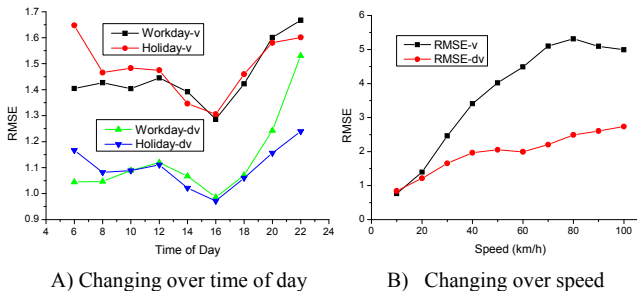 1.7
1.6
1.5
1.4
1.3
1.2
1.1
1.0
0.9
RMSE
Workday-v
Holiday-v
Workday-dv
Holiday-dv
4 6 8 10 12 14 16 18 20 22 24
Time of Day
A) Changing over time of day
6
5
4
3
2
1
0
RMSE
RMSE-v
RMSE-dv
0 20 40 60 80 100
Speed (km/h)
B) Changing over speed